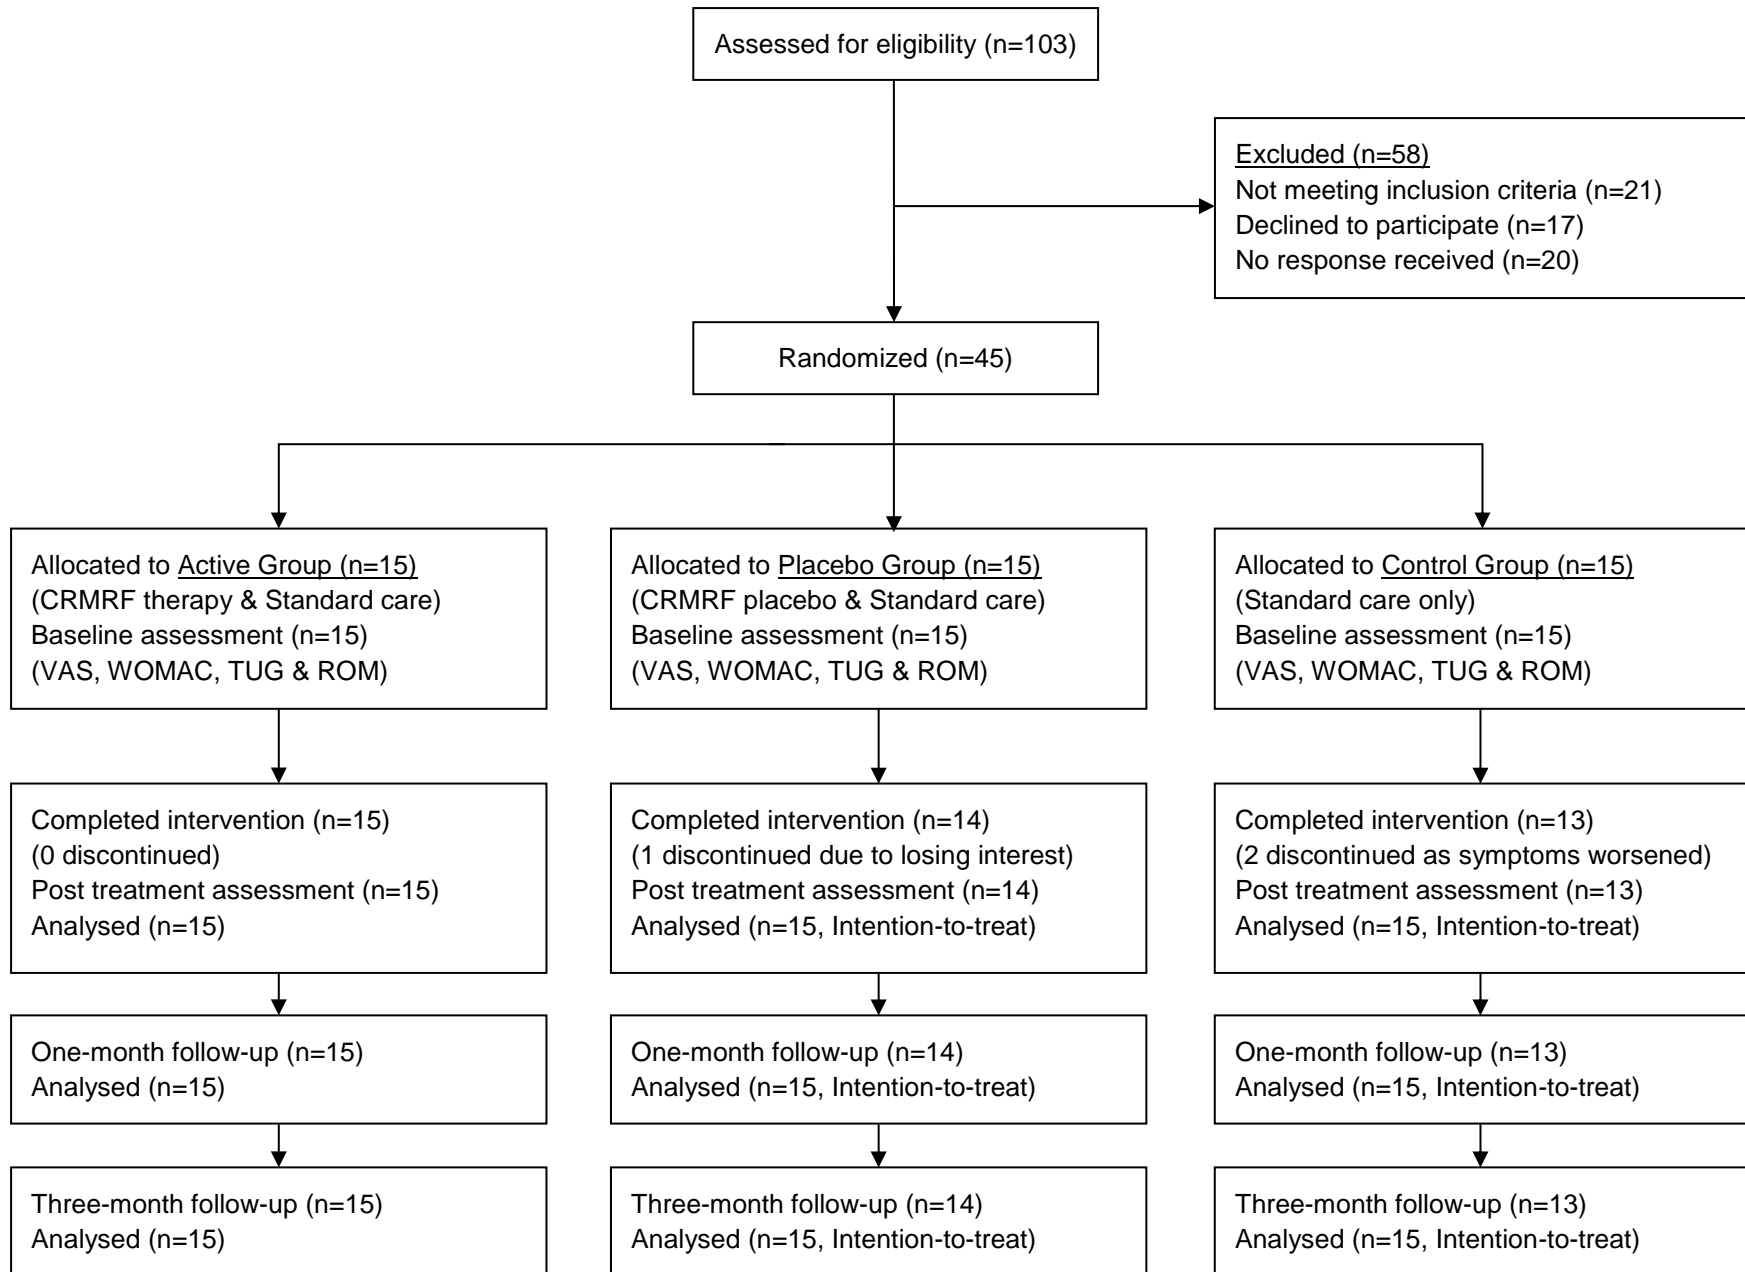 Assessed for eligibility (n=103)
Excluded (n=58)
Not meeting inclusion criteria (n=21)
Declined to participate (n=17)
No response received (n=20)
Randomized (n=45)
Allocated to Active Group (n=15)
(CRMRF therapy & Standard care)
Baseline assessment (n=15)
(VAS, WOMAC, TUG & ROM)
Allocated to Placebo Group (n=15)
(CRMRF placebo & Standard care)
Baseline assessment (n=15)
(VAS, WOMAC, TUG & ROM)
Allocated to Control Group (n=15)
(Standard care only)
Baseline assessment (n=15)
(VAS, WOMAC, TUG & ROM)
Completed intervention (n=15)
(0 discontinued)
Post treatment assessment (n=15)
Analysed (n=15)
Completed intervention (n=14)
(1 discontinued due to losing interest)
Post treatment assessment (n=14)
Analysed (n=15, Intention-to-treat)
Completed intervention (n=13)
(2 discontinued as symptoms worsened)
Post treatment assessment (n=13)
Analysed (n=15, Intention-to-treat)
One-month follow-up (n=15)
Analysed (n=15)
One-month follow-up (n=14)
Analysed (n=15, Intention-to-treat)
One-month follow-up (n=13)
Analysed (n=15, Intention-to-treat)
Three-month follow-up (n=15)
Analysed (n=15)
Three-month follow-up (n=14)
Analysed (n=15, Intention-to-treat)
Three-month follow-up (n=13)
Analysed (n=15, Intention-to-treat)